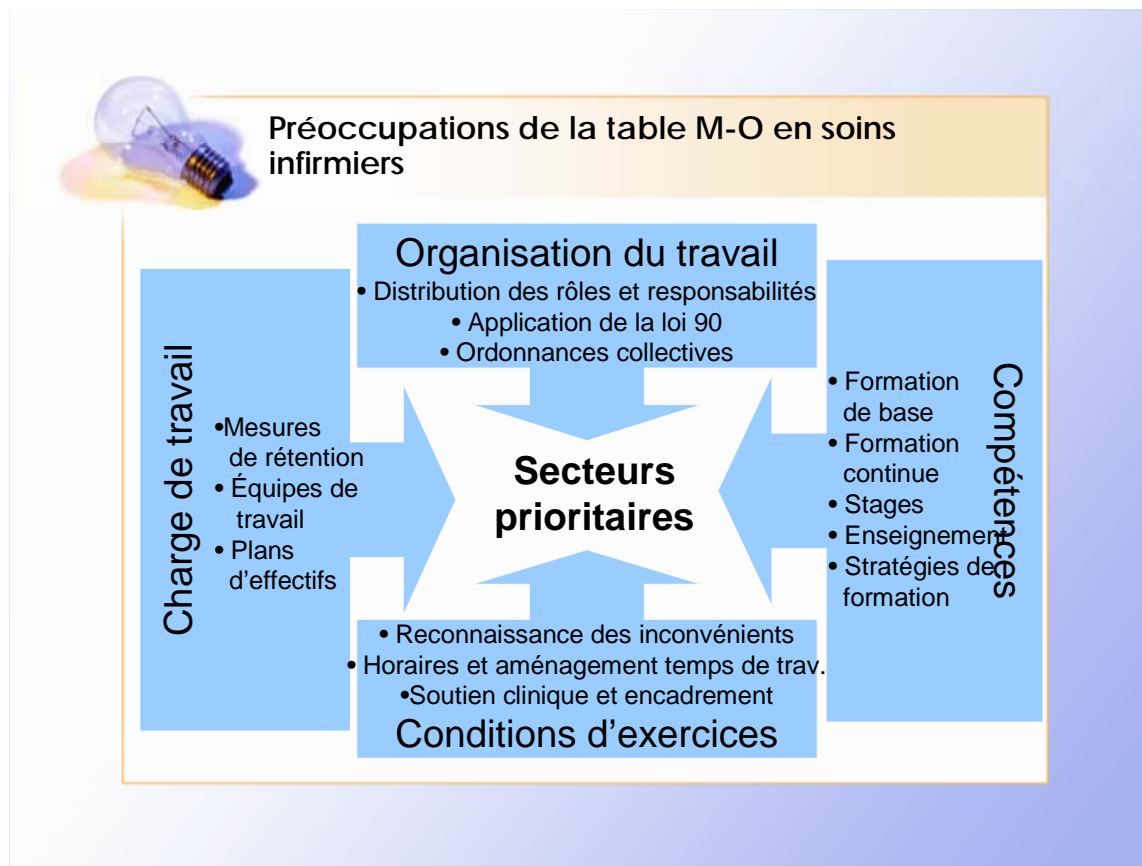 Préoccupations de la table M-O en soins
infirmiers
Organisation du travail
• Distribution des rôles et responsabilités
• Application de la loi 90
• Ordonnances collectives
Charge de travail
•Mesures
de rétention
• Équipes de
travail
• Plans
d’effectifs
Secteurs
prioritaires
• Formation
de base
• Formation
continue
• Stages
• Enseignement
• Stratégies de
formation
Compétences
• Reconnaissance des inconvénients
• Horaires et aménagement temps de trav.
•Soutien clinique et encadrement
Conditions d’exercices